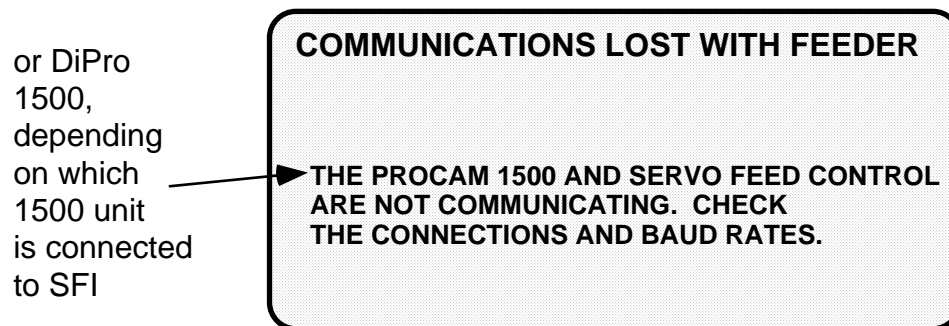 or DiPro
1500,
depending
on which
1500 unit
is connected
to SFI
COMMUNICATIONS LOST WITH FEEDER
THE PROCAM 1500 AND SERVO FEED CONTROL
ARE NOT COMMUNICATING.  CHECK
THE CONNECTIONS AND BAUD RATES.